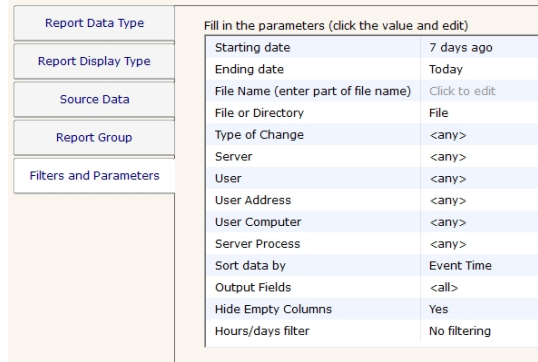 Report Data Type
Report Display Type
Source Data
Report Group
Filters and Parameters
Fill in the parameters (click the value and edit)
Starting date 7 days ago
Ending date Today
File Name (enter part of file name) Click to edit
File or Directory File
Type of Change <any>
Server <any>
User <any>
User Address <any>
User Computer <any>
Server Process <any>
Sort data by Event Time
Output Fields <all>
Hide Empty Columns Yes
Hours/days filter No filtering